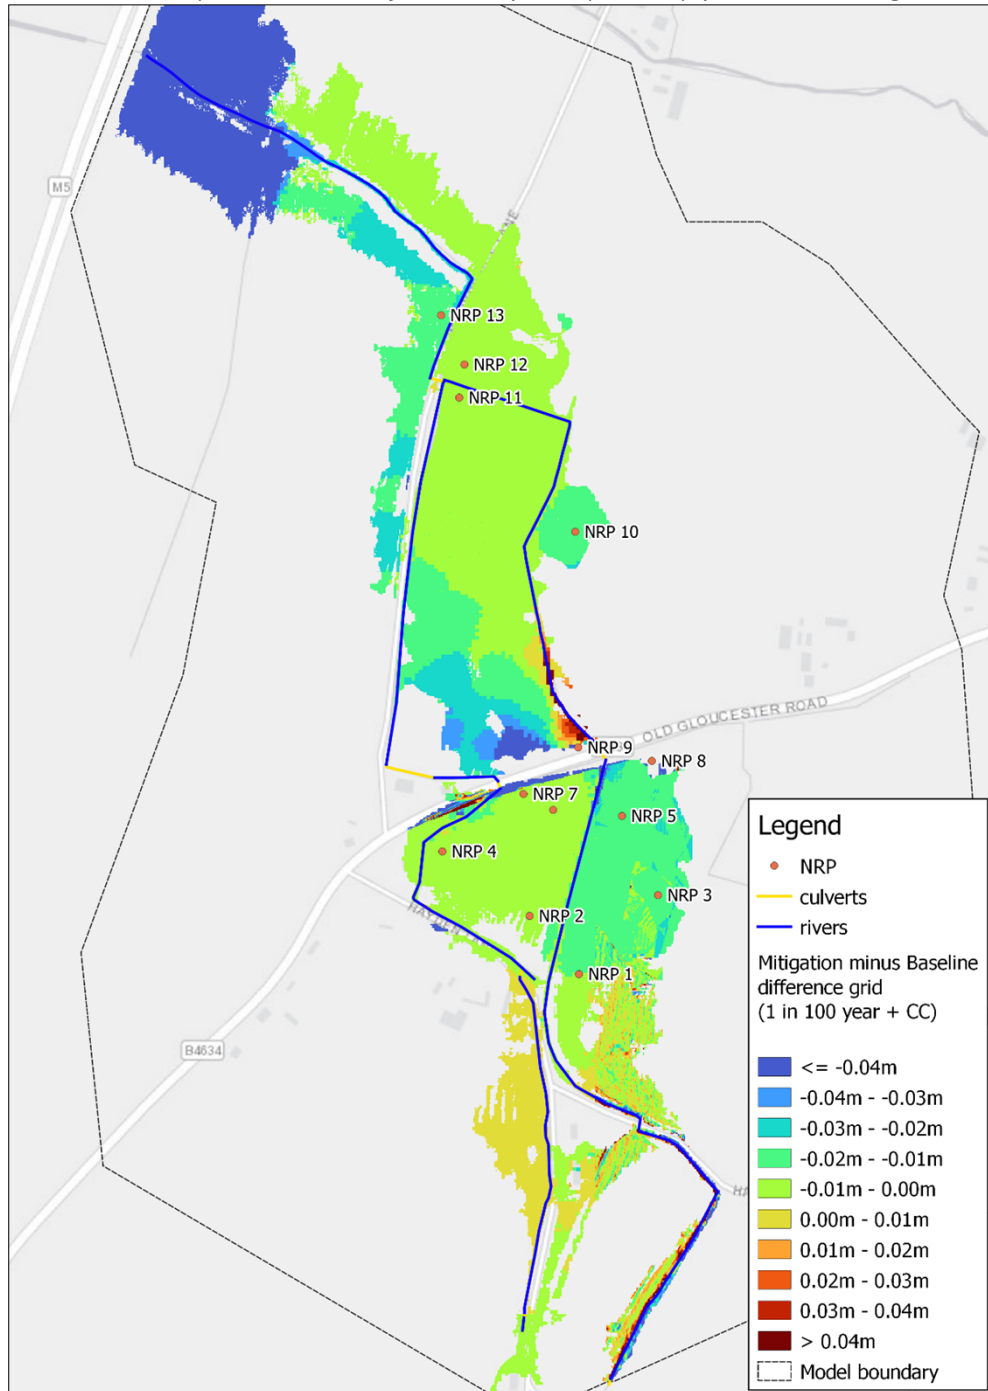 M5
NE
NRP 13
NRP 12
NRP 11
NRP 10
OLD GLOUCESTER ROAD
NRP 9
NRP 8
NRP 7
NRP 5
NRP 4
NRP 3
HAYDEN
NRP 2
NRP 1
B4634
HA
Legend
NRP
culverts
rivers
Mitigation minus Baseline
difference grid
(1 in 100 year + CC)
<= -0.04m
-0.04m - -0.03m
-0.03m - -0.02m
-0.02m - -0.01m
-0.01m - 0.00m
0.00m - 0.01m
0.01m - 0.02m
0.02m - 0.03m
0.03m - 0.04m
> 0.04m
Model boundary